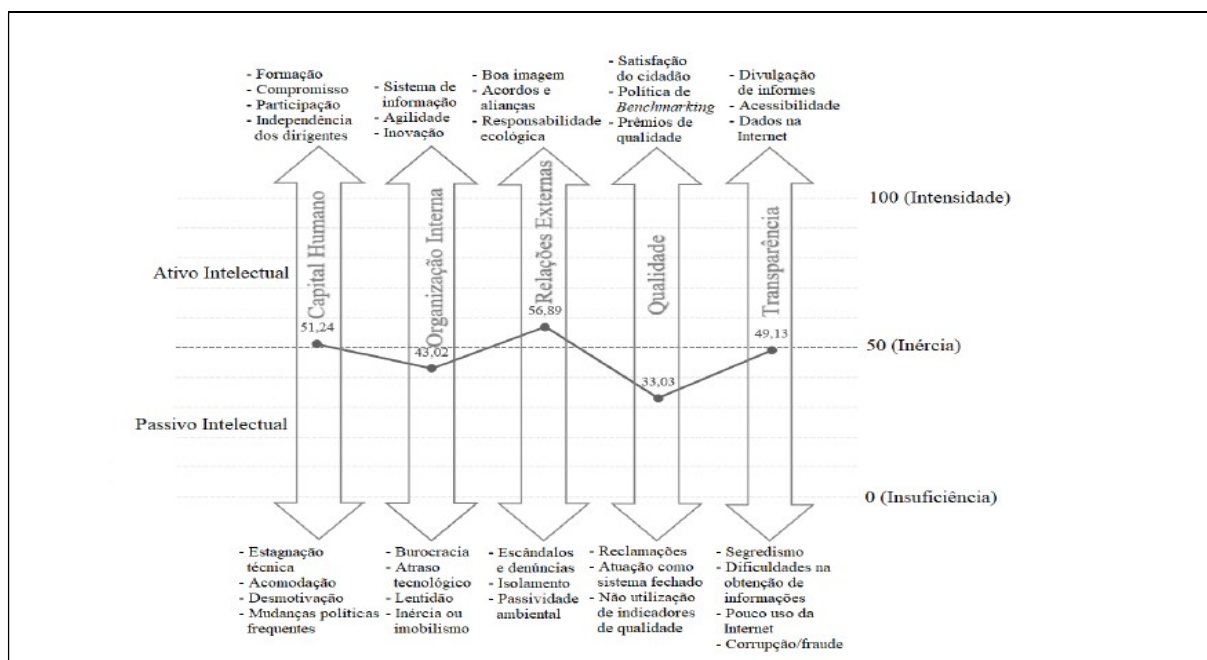 - Formação
- Compromisso
- Participação
- Independência
dos dirigentes
- Sistema de
informação
- Agilidade
- Inovação
- Boa imagem
- Acordos e
alianças
- Responsabilidade
ecológica
- Satisfação
do cidadão
- Política de
Benchmarking
- Prêmios de
qualidade
- Divulgação
de informes
- Acessibilidade
- Dados na
Internet
Capital Humano
Organização Interna
Relações Externas
Qualidade
Transparência
100 (Intensidade)
Ativo Intelectual
51,24
43,02
56,89
33,03
49,13
50 (Inércia)
Passivo Intelectual
0 (Insuficiência)
- Estagnação
técnica
- Acomodação
- Desmotivação
- Mudanças políticas
frequentes
- Burocracia
- Atraso
tecnológico
- Lentidão
- Inércia ou
imobilismo
- Escândalos
e denúncias
- Isolamento
- Passividade
ambiental
- Reclamações
- Atuação como
sistema fechado
- Não utilização
de indicadores
de qualidade
- Segredismo
- Dificuldades na
obtenção de
informações
- Pouco uso da
Internet
- Corrupção/fraude